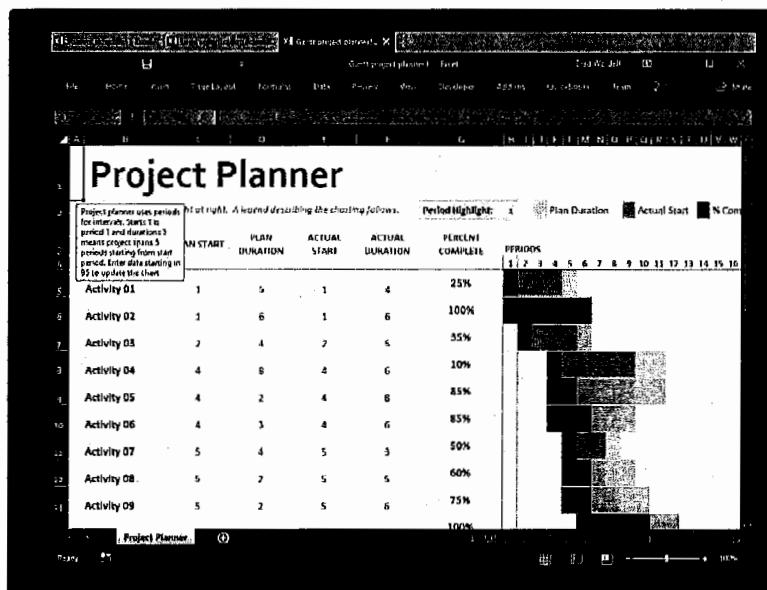 Gantt project planner1 - Excel
File Home Page Layout Formulas Data Review View Developer Add-ins Team Share
A B C D E F G H I J K L M N O P Q R S T U V W
Project Planner
Project planner uses periods
for intervals. Starts 1 is
period 1 and durations 5
means project spans 5
periods starting from start
period. Enter data starting in
B5 to update the chart
ht at right. A legend describing the charting follows. Period Highlight: 1 Plan Duration Actual Start % Com
AN START PLAN DURATION ACTUAL START ACTUAL DURATION PERCENT COMPLETE PERIODS
1 2 3 4 5 6 7 8 9 10 11 12 13 14 15 16
Activity 01 1 5 1 4 25%
Activity 02 1 6 1 6 100%
Activity 03 2 4 2 5 35%
Activity 04 4 8 4 6 10%
Activity 05 4 2 4 8 85%
Activity 06 4 3 4 6 85%
Activity 07 5 4 5 3 50%
Activity 08 5 2 5 5 60%
Activity 09 5 2 5 6 75%
100%
Project Planner
Ready 100%